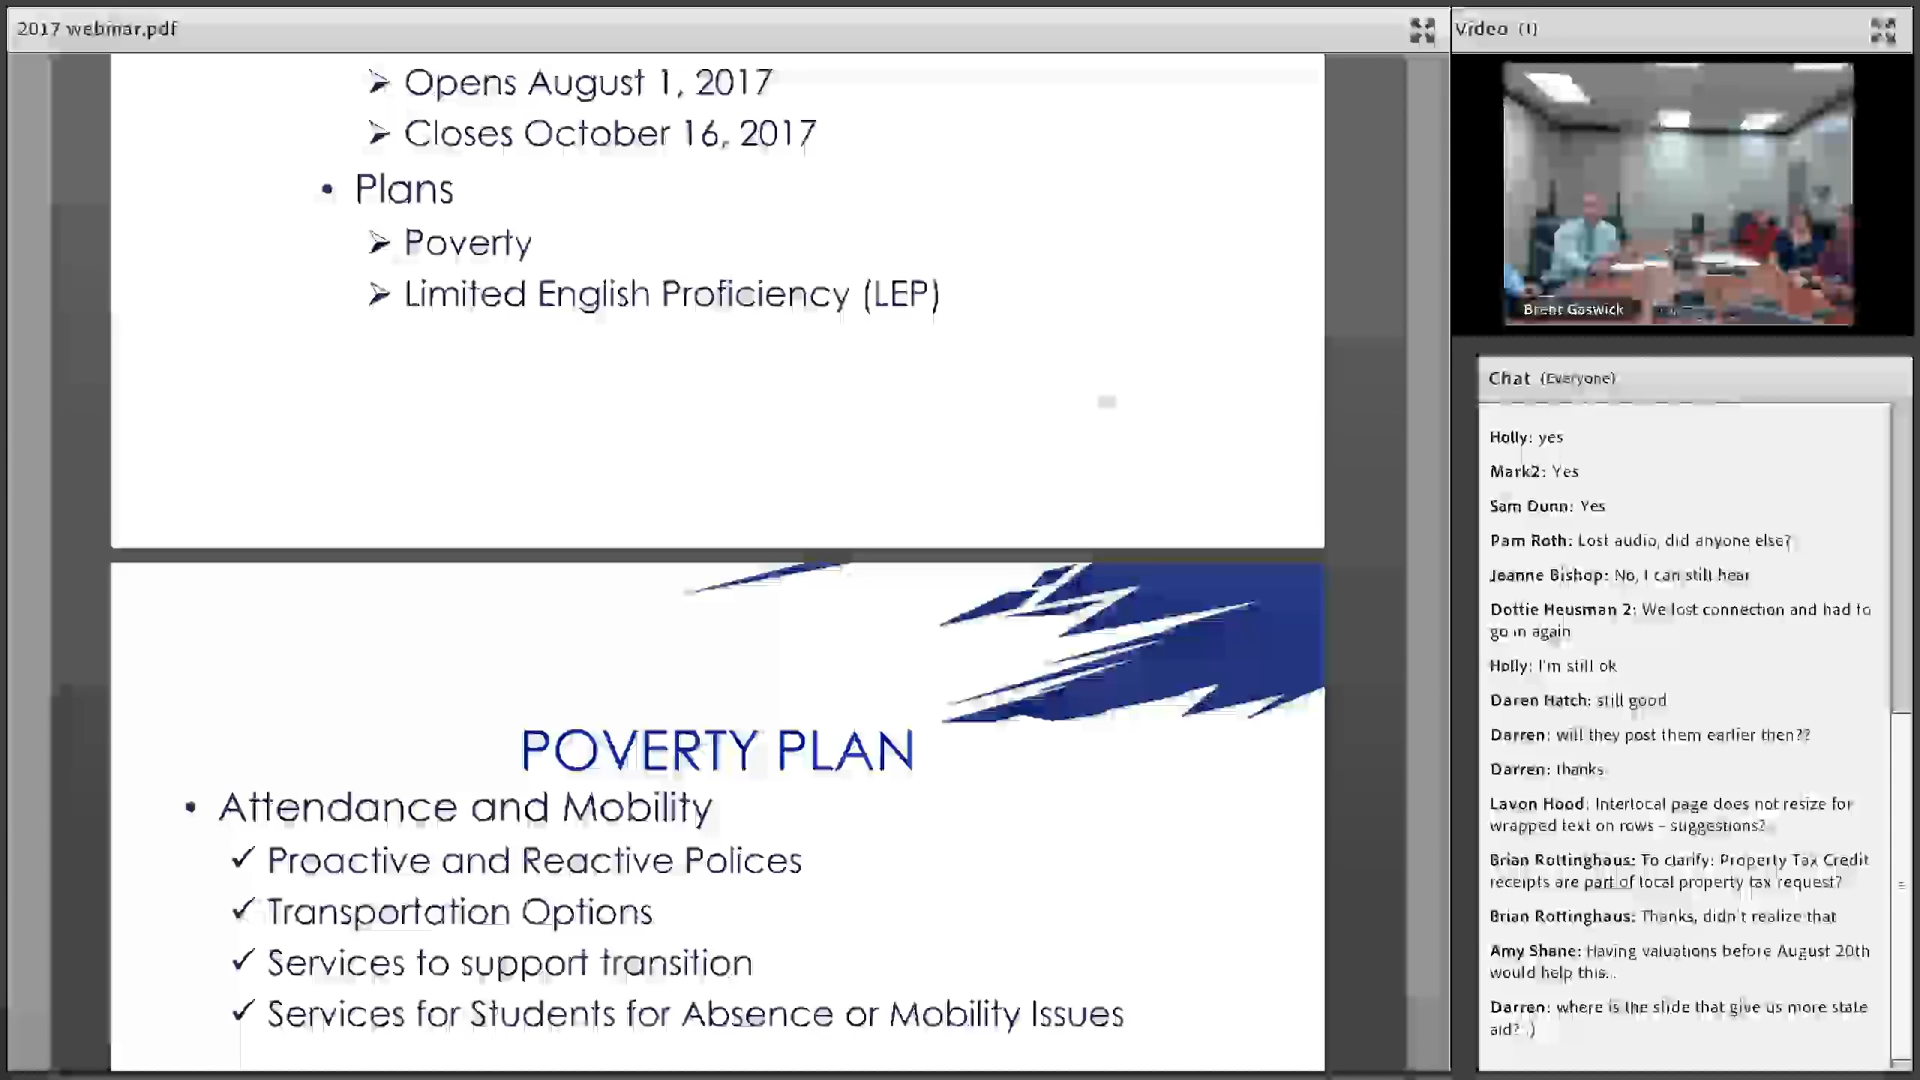 2017 webinar.pdf
Opens August 1, 2017
Closes October 16, 2017
• Plans
Poverty
Limited English Proficiency (LEP)
POVERTY PLAN
• Attendance and Mobility
✓ Proactive and Reactive Polices
✓ Transportation Options
✓ Services to support transition
✓ Services for Students for Absence or Mobility Issues
Video (1)
Brent Gaswick
Chat (Everyone)
Holly: yes
Mark2: Yes
Sam Dunn: Yes
Pam Roth: Lost audio, did anyone else?
Jeanne Bishop: No, I can still hear
Dottie Heusman 2: We lost connection and had to
go in again
Holly: I'm still ok
Daren Hatch: still good
Darren: will they post them earlier then??
Darren: thanks
Lavon Hood: Interlocal page does not resize for
wrapped text on rows - suggestions?
Brian Rottinghaus: To clarify: Property Tax Credit
receipts are part of local property tax request?
Brian Rottinghaus: Thanks, didn't realize that
Amy Shane: Having valuations before August 20th
would help this...
Darren: where is the slide that give us more state
aid? :)